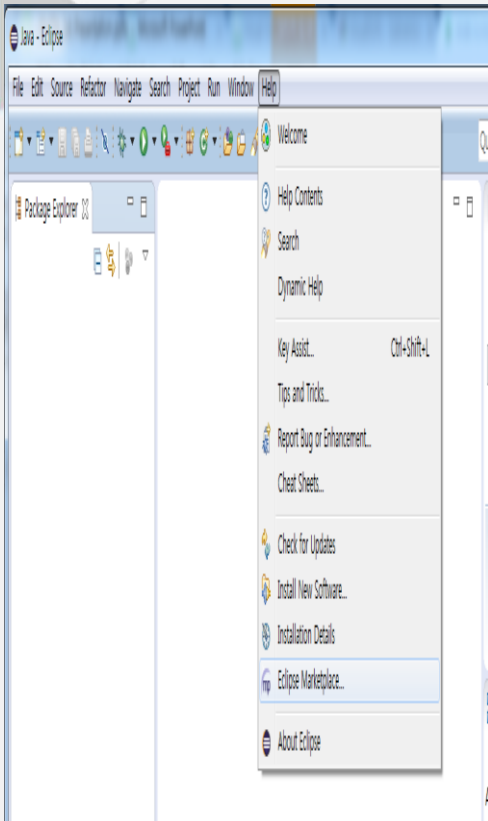 Java - Eclipse
File Edit Source Refactor Navigate Search Project Run Window Help
Welcome
Package Explorer
Help Contents
Search
Dynamic Help
Key Assist... Ctrl+Shift+L
Tips and Tricks...
Report Bug or Enhancement...
Cheat Sheets...
Check for Updates
Install New Software...
Installation Details
Eclipse Marketplace...
About Eclipse